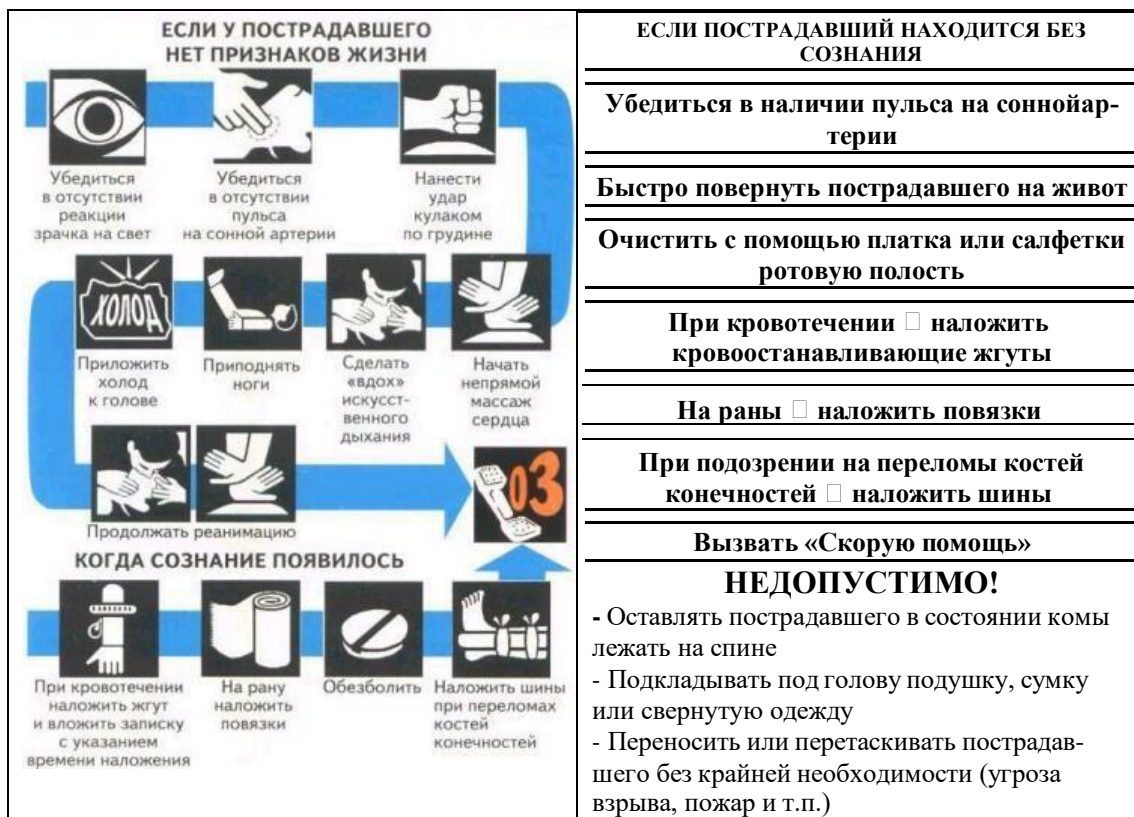 ЕСЛИ У ПОСТРАДАВШЕГО
НЕТ ПРИЗНАКОВ ЖИЗНИ
Убедиться
в отсутствии
реакции
зрачка на свет
Убедиться
в отсутствии
пульса
на сонной артерии
Нанести
удар
кулаком
по грудине
ХОЛОД
Приложить
холод
к голове
Приподнять
ноги
Сделать
«вдох»
искусст-
венного
дыхания
Начать
непрямой
массаж
сердца
Продолжать реанимацию
03
КОГДА СОЗНАНИЕ ПОЯВИЛОСЬ
При кровотечении
наложить жгут
и вложить записку
с указанием
времени наложения
На рану
наложить
повязки
Обезболить
Наложить шины
при переломах
костей
конечностей
ЕСЛИ ПОСТРАДАВШИЙ НАХОДИТСЯ БЕЗ
СОЗНАНИЯ
Убедиться в наличии пульса на соннойар-
терии
Быстро повернуть пострадавшего на живот
Очистить с помощью платка или салфетки
ротовую полость
При кровотечении □ наложить
кровоостанавливающие жгуты
На раны □ наложить повязки
При подозрении на переломы костей
конечностей □ наложить шины
Вызвать «Скорую помощь»
НЕДОПУСТИМО!
- Оставлять пострадавшего в состоянии комы
лежать на спине
- Подкладывать под голову подушку, сумку
или свернутую одежду
- Переносить или перетаскивать пострадав-
шего без крайней необходимости (угроза
взрыва, пожар и т.п.)